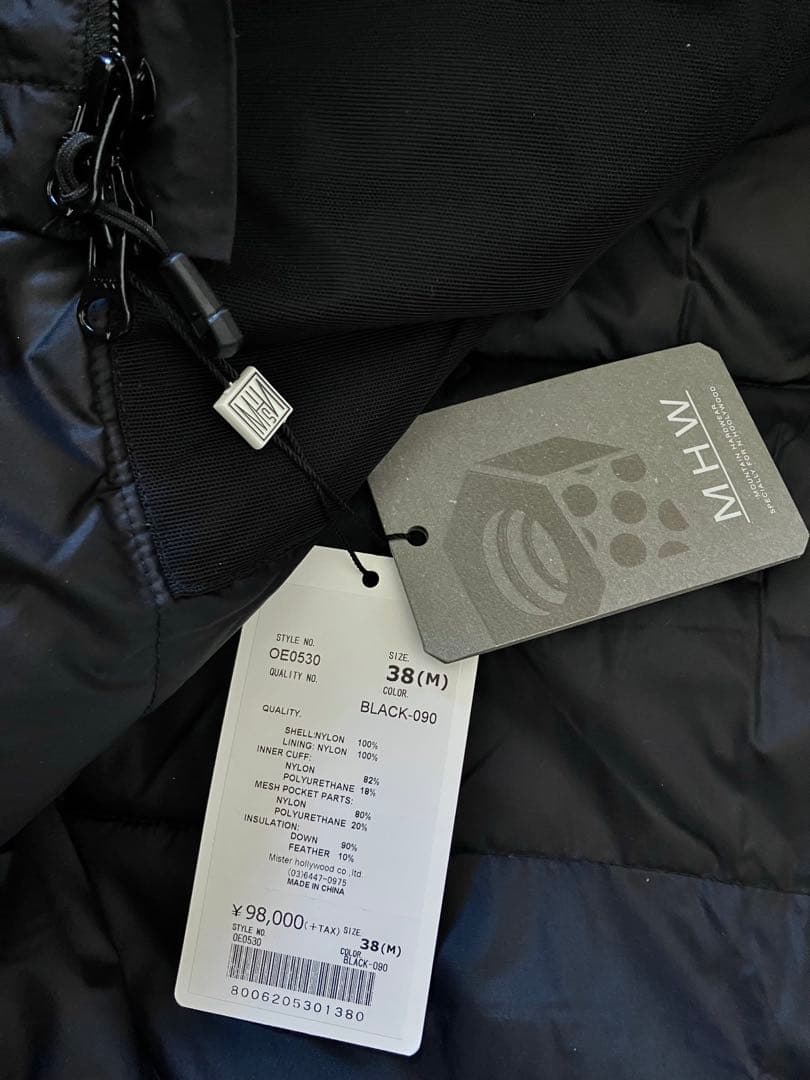 MHW
MOUNTAIN HARDWEAR
SPECIALLY FOR N.HOOLYWOOD
STYLE NO.
OE0530
SIZE.
38(M)
QUALITY NO.
COLOR.
BLACK-090
QUALITY.
SHELL:NYLON 100%
LINING: NYLON 100%
INNER CUFF:
NYLON 82%
POLYURETHANE 18%
MESH POCKET PARTS:
NYLON 80%
POLYURETHANE 20%
INSULATION:
DOWN 90%
FEATHER 10%
Mister hollywood co.,ltd.
(03)6447-0975
MADE IN CHINA
¥98,000(+TAX)
SIZE
38(M)
STYLE NO.
OE0530
COLOR
BLACK-090
8006205301380